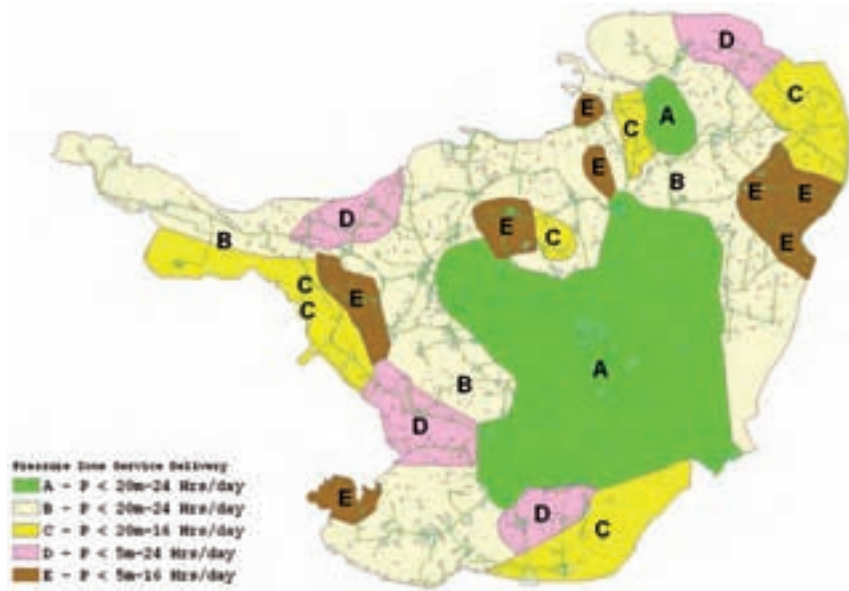 D
C
A
E
C
E
B
E
E
D
E
C
B
E
C
E
C
A
B
D
E
D
C
Pressure Zone Service Delivery
A - P < 20m-24 Hrs/day
B - P < 20m-24 Hrs/day
C - P < 20m-16 Hrs/day
D - P < 5m-24 Hrs/day
E - P < 5m-16 Hrs/day